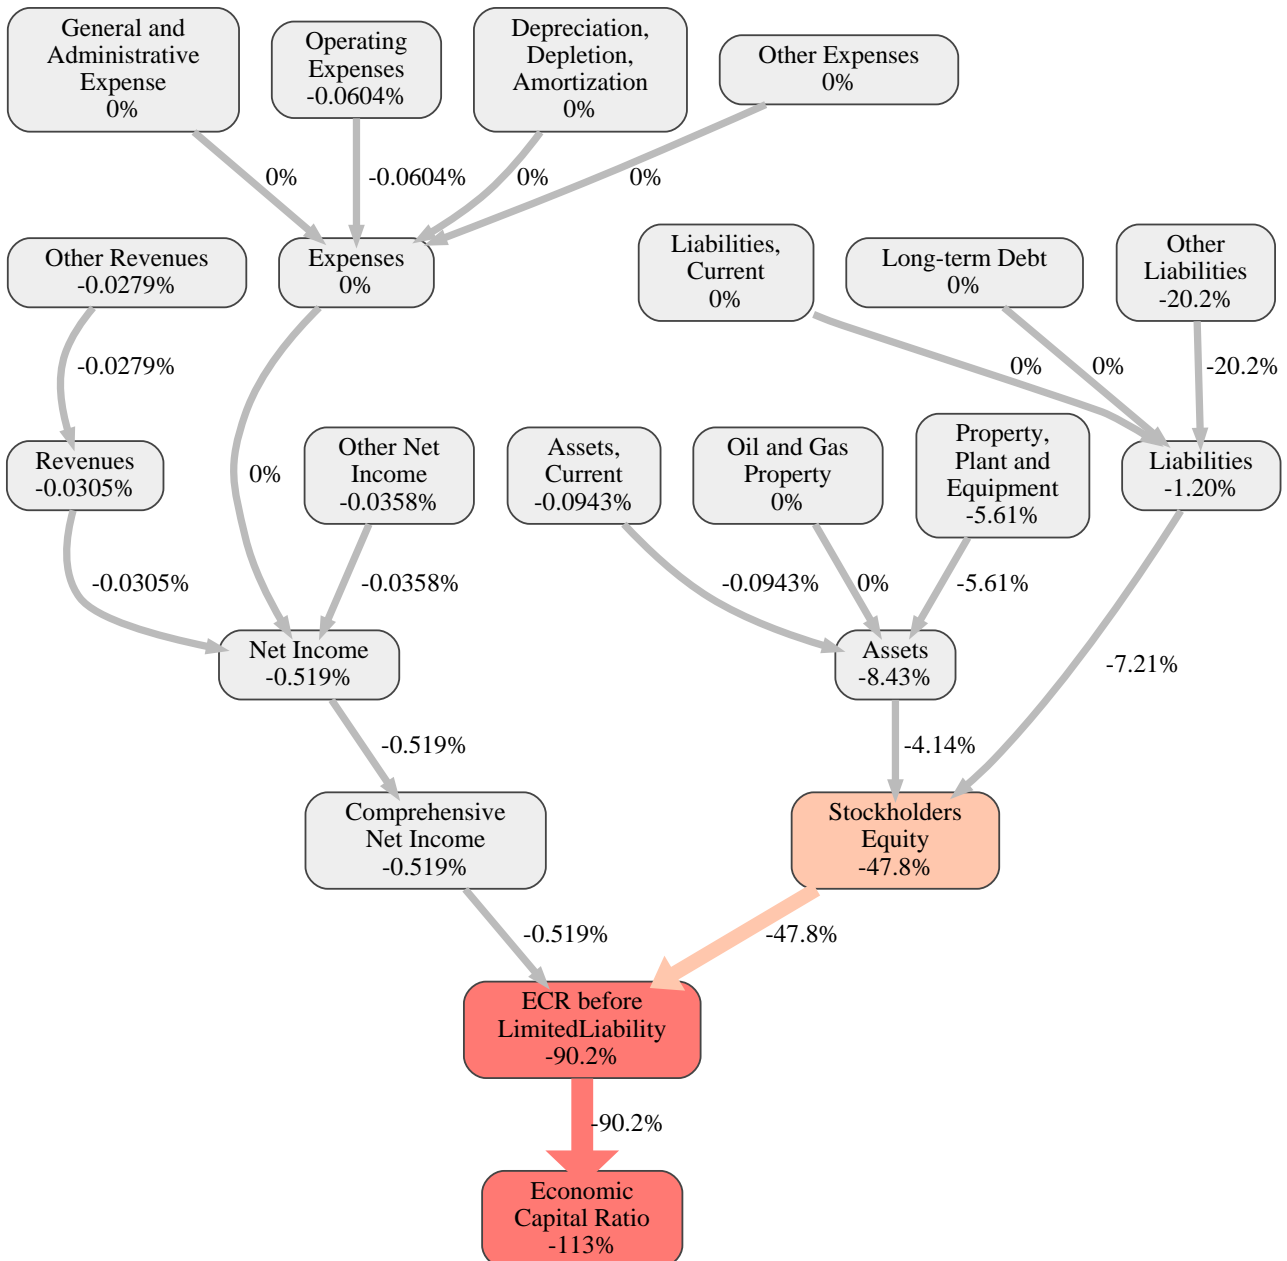 General and
Administrative
Expense
0%
Operating
Expenses
-0.0604%
Depreciation,
Depletion,
Amortization
0%
Other Expenses
0%
0%
-0.0604%
0%
0%
Other Revenues
-0.0279%
Expenses
0%
Liabilities,
Current
0%
Long-term Debt
0%
Other
Liabilities
-20.2%
-0.0279%
0%
0%
-20.2%
Revenues
-0.0305%
0%
Other Net
Income
-0.0358%
Assets,
Current
-0.0943%
Oil and Gas
Property
0%
Property,
Plant and
Equipment
-5.61%
Liabilities
-1.20%
-0.0305%
-0.0358%
-0.0943%
0%
-5.61%
Net Income
-0.519%
Assets
-8.43%
-7.21%
-0.519%
-4.14%
Comprehensive
Net Income
-0.519%
Stockholders
Equity
-47.8%
-0.519%
-47.8%
ECR before
LimitedLiability
-90.2%
-90.2%
Economic
Capital Ratio
-113%